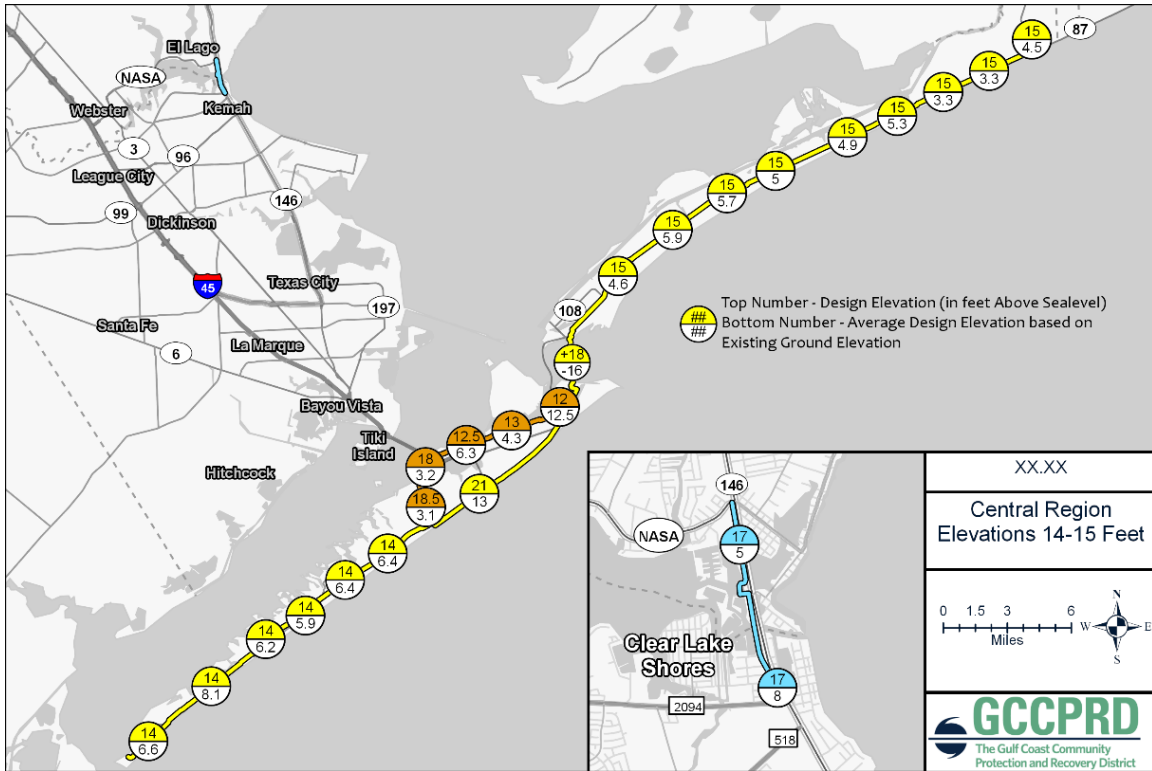 El Lago
NASA
Webster
Kemah
3
96
League City
146
99
Dickinson
45
Texas City
197
Santa Fe
6
La Marque
Bayou Vista
Tiki
Island
Hitchcock
108
87
15
4.5
15
3.3
15
3.3
15
5.3
15
4.9
15
5
15
5.7
15
5.9
15
4.6
+18
-16
12
12.5
13
4.3
12.5
6.3
18
3.2
18.5
3.1
21
13
14
6.4
14
6.4
14
5.9
14
6.2
14
8.1
14
6.6
##
##
Top Number - Design Elevation (in feet Above Sealevel)
Bottom Number - Average Design Elevation based on
Existing Ground Elevation
146
NASA
17
5
Clear Lake
Shores
17
8
2094
518
XX.XX
Central Region
Elevations 14-15 Feet
0 1.5 3 6
Miles
N
W E
S
GCCPRD
The Gulf Coast Community
Protection and Recovery District